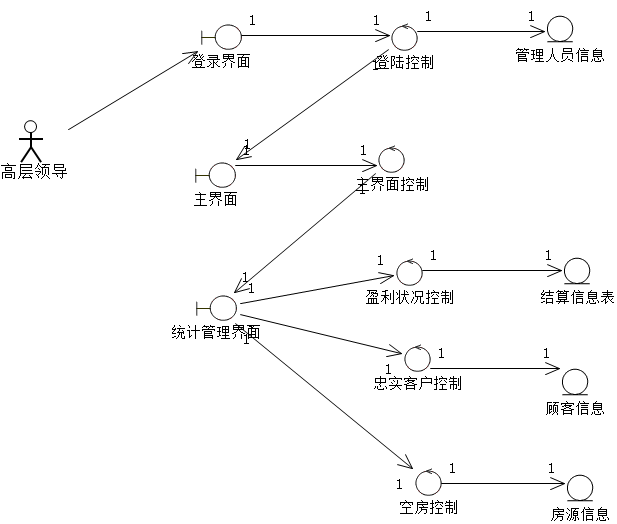 1 1 1 1
登录界面 登陆控制 管理人员信息
1
高层领导
1
1 1
主界面 主界面控制
1
1
1 1 1 1
盈利状况控制 结算信息表
统计管理界面
1 1 1
1
忠实客户控制
顾客信息
1 1 1
空房控制 房源信息